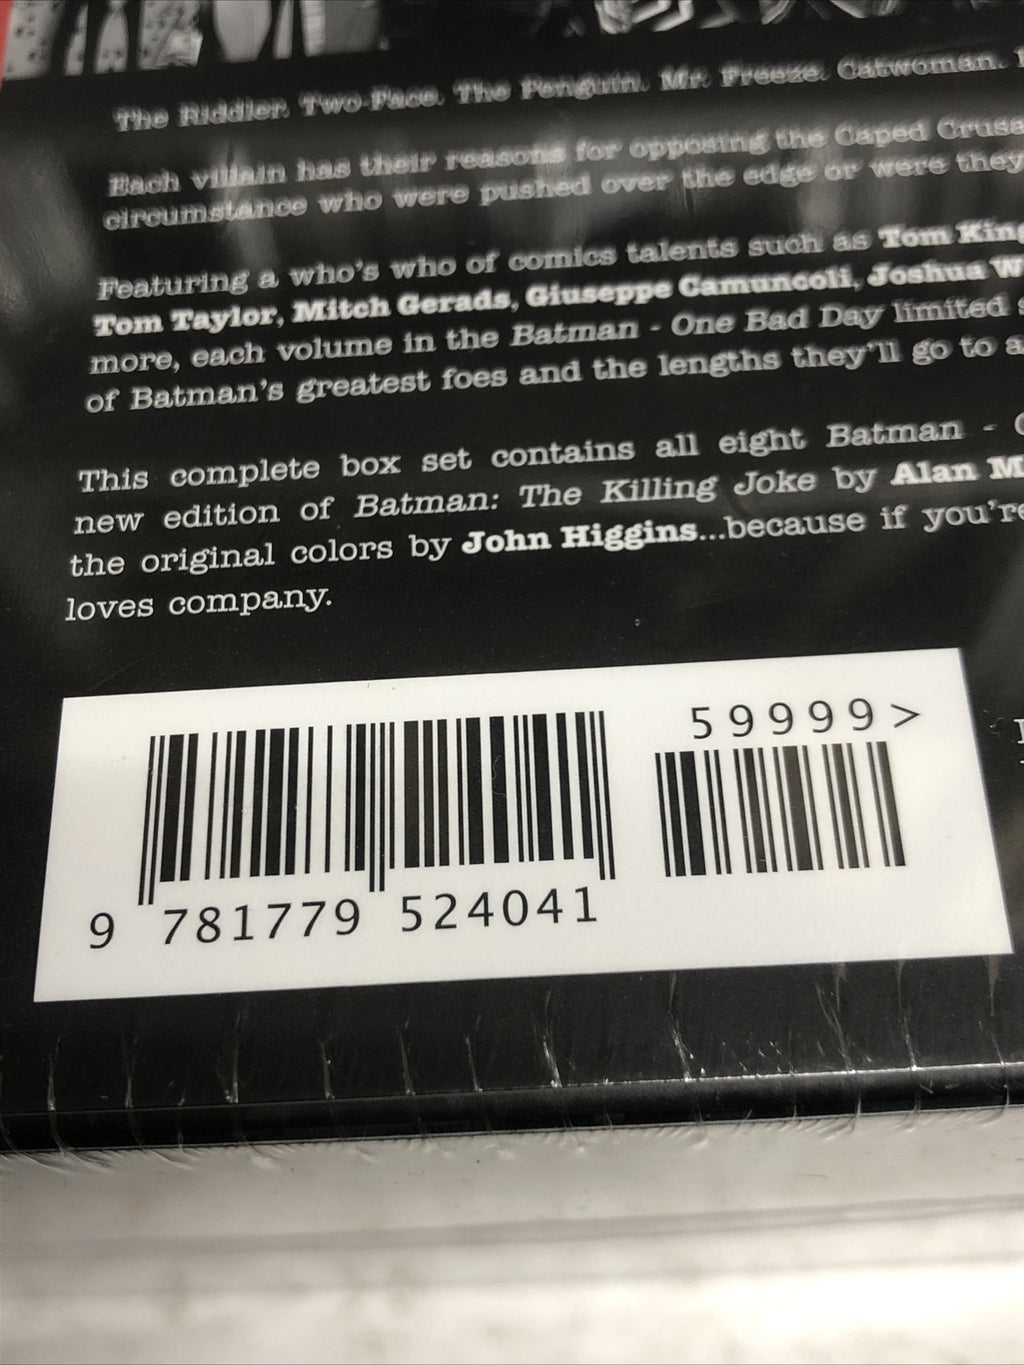 The Riddler. Two-Face. The Penguin. Mr. Freeze. Catwoman.
Each villain has their reasons for opposing the Caped Crusa
circumstance who were pushed over the edge or were they
Featuring a who's who of comics talents such as Tom King
Tom Taylor, Mitch Gerads, Giuseppe Camuncoli, Joshua W
more, each volume in the Batman - One Bad Day limited s
of Batman's greatest foes and the lengths they'll go to a
This complete box set contains all eight Batman - O
new edition of Batman: The Killing Joke by Alan M
the original colors by John Higgins...because if you're
loves company.
59999>
9 781779 524041